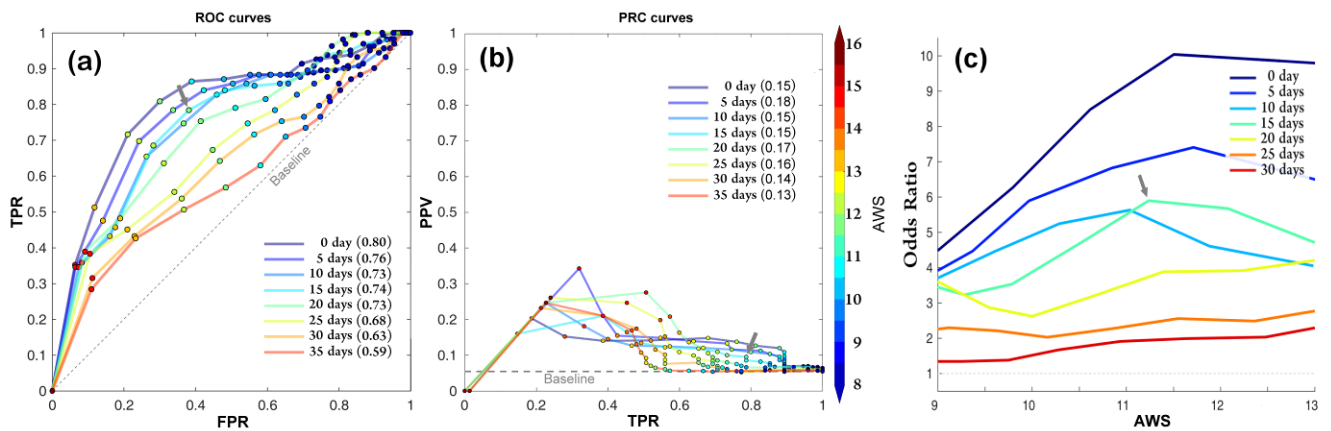 ROC curves
(a)
TPR
1
0.9
0.8
0.7
0.6
0.5
0.4
0.3
0.2
0.1
0
0 0.2 0.4 0.6 0.8 1
FPR
Baseline
0 day (0.80)
5 days (0.76)
10 days (0.73)
15 days (0.74)
20 days (0.73)
25 days (0.68)
30 days (0.63)
35 days (0.59)
PRC curves
(b)
PPV
1
0.9
0.8
0.7
0.6
0.5
0.4
0.3
0.2
0.1
0
0 0.2 0.4 0.6 0.8 1
TPR
Baseline
0 day (0.15)
5 days (0.18)
10 days (0.15)
15 days (0.15)
20 days (0.17)
25 days (0.16)
30 days (0.14)
35 days (0.13)
16
15
14
13
12
11
10
9
8
AWS
(c)
Odds Ratio
10
9
8
7
6
5
4
3
2
1
9 10 11 12 13
AWS
0 day
5 days
10 days
15 days
20 days
25 days
30 days